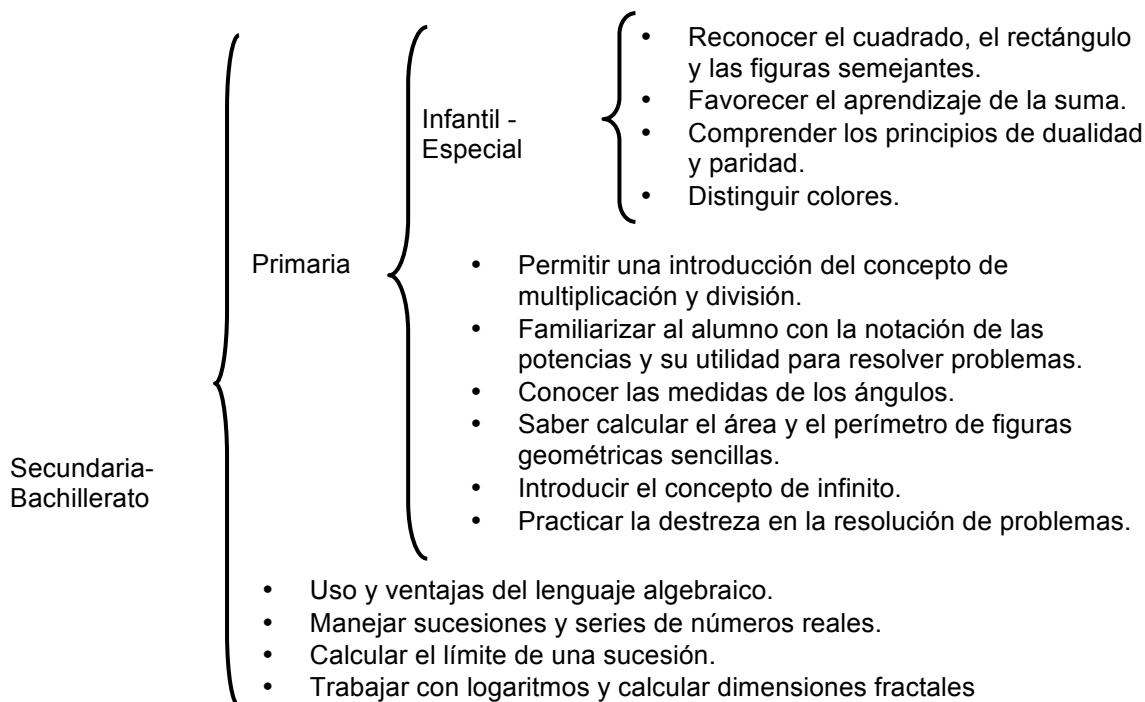 • Reconocer el cuadrado, el rectángulo
y las figuras semejantes.
• Favorecer el aprendizaje de la suma.
• Comprender los principios de dualidad
y paridad.
• Distinguir colores.
Infantil -
Especial
Primaria
• Permitir una introducción del concepto de
multiplicación y división.
• Familiarizar al alumno con la notación de las
potencias y su utilidad para resolver problemas.
• Conocer las medidas de los ángulos.
• Saber calcular el área y el perímetro de figuras
geométricas sencillas.
• Introducir el concepto de infinito.
• Practicar la destreza en la resolución de problemas.
Secundaria-
Bachillerato
• Uso y ventajas del lenguaje algebraico.
• Manejar sucesiones y series de números reales.
• Calcular el límite de una sucesión.
• Trabajar con logaritmos y calcular dimensiones fractales